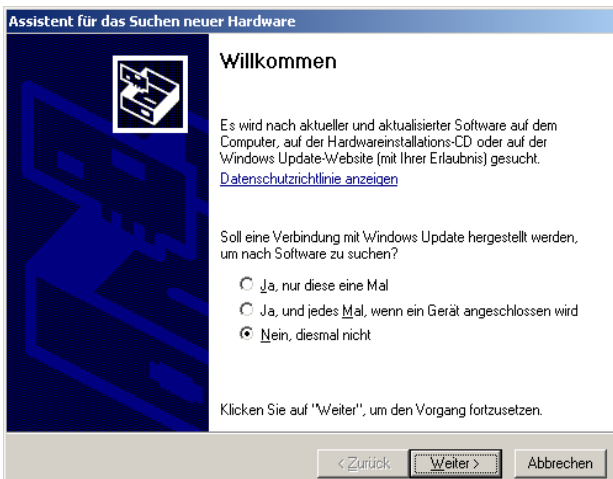 Assistent für das Suchen neuer Hardware
Willkommen
Es wird nach aktueller und aktualisierter Software auf dem
Computer, auf der Hardwareinstallations-CD oder auf der
Windows Update-Website (mit Ihrer Erlaubnis) gesucht.
Datenschutzrichtlinie anzeigen
Soll eine Verbindung mit Windows Update hergestellt werden,
um nach Software zu suchen?
Ja, nur diese eine Mal
Ja, und jedes Mal, wenn ein Gerät angeschlossen wird
Nein, diesmal nicht
Klicken Sie auf "Weiter", um den Vorgang fortzusetzen.
< Zurück Weiter > Abbrechen